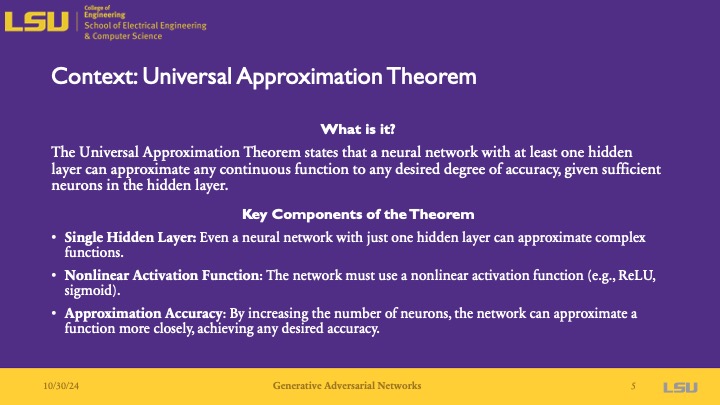 LSU
College of
Engineering
School of Electrical Engineering
& Computer Science
Context: Universal Approximation Theorem
What is it?
The Universal Approximation Theorem states that a neural network with at least one hidden
layer can approximate any continuous function to any desired degree of accuracy, given sufficient
neurons in the hidden layer.
Key Components of the Theorem
• Single Hidden Layer: Even a neural network with just one hidden layer can approximate complex
functions.
• Nonlinear Activation Function: The network must use a nonlinear activation function (e.g., ReLU,
sigmoid).
• Approximation Accuracy: By increasing the number of neurons, the network can approximate a
function more closely, achieving any desired accuracy.
10/30/24 Generative Adversarial Networks 5 LSU